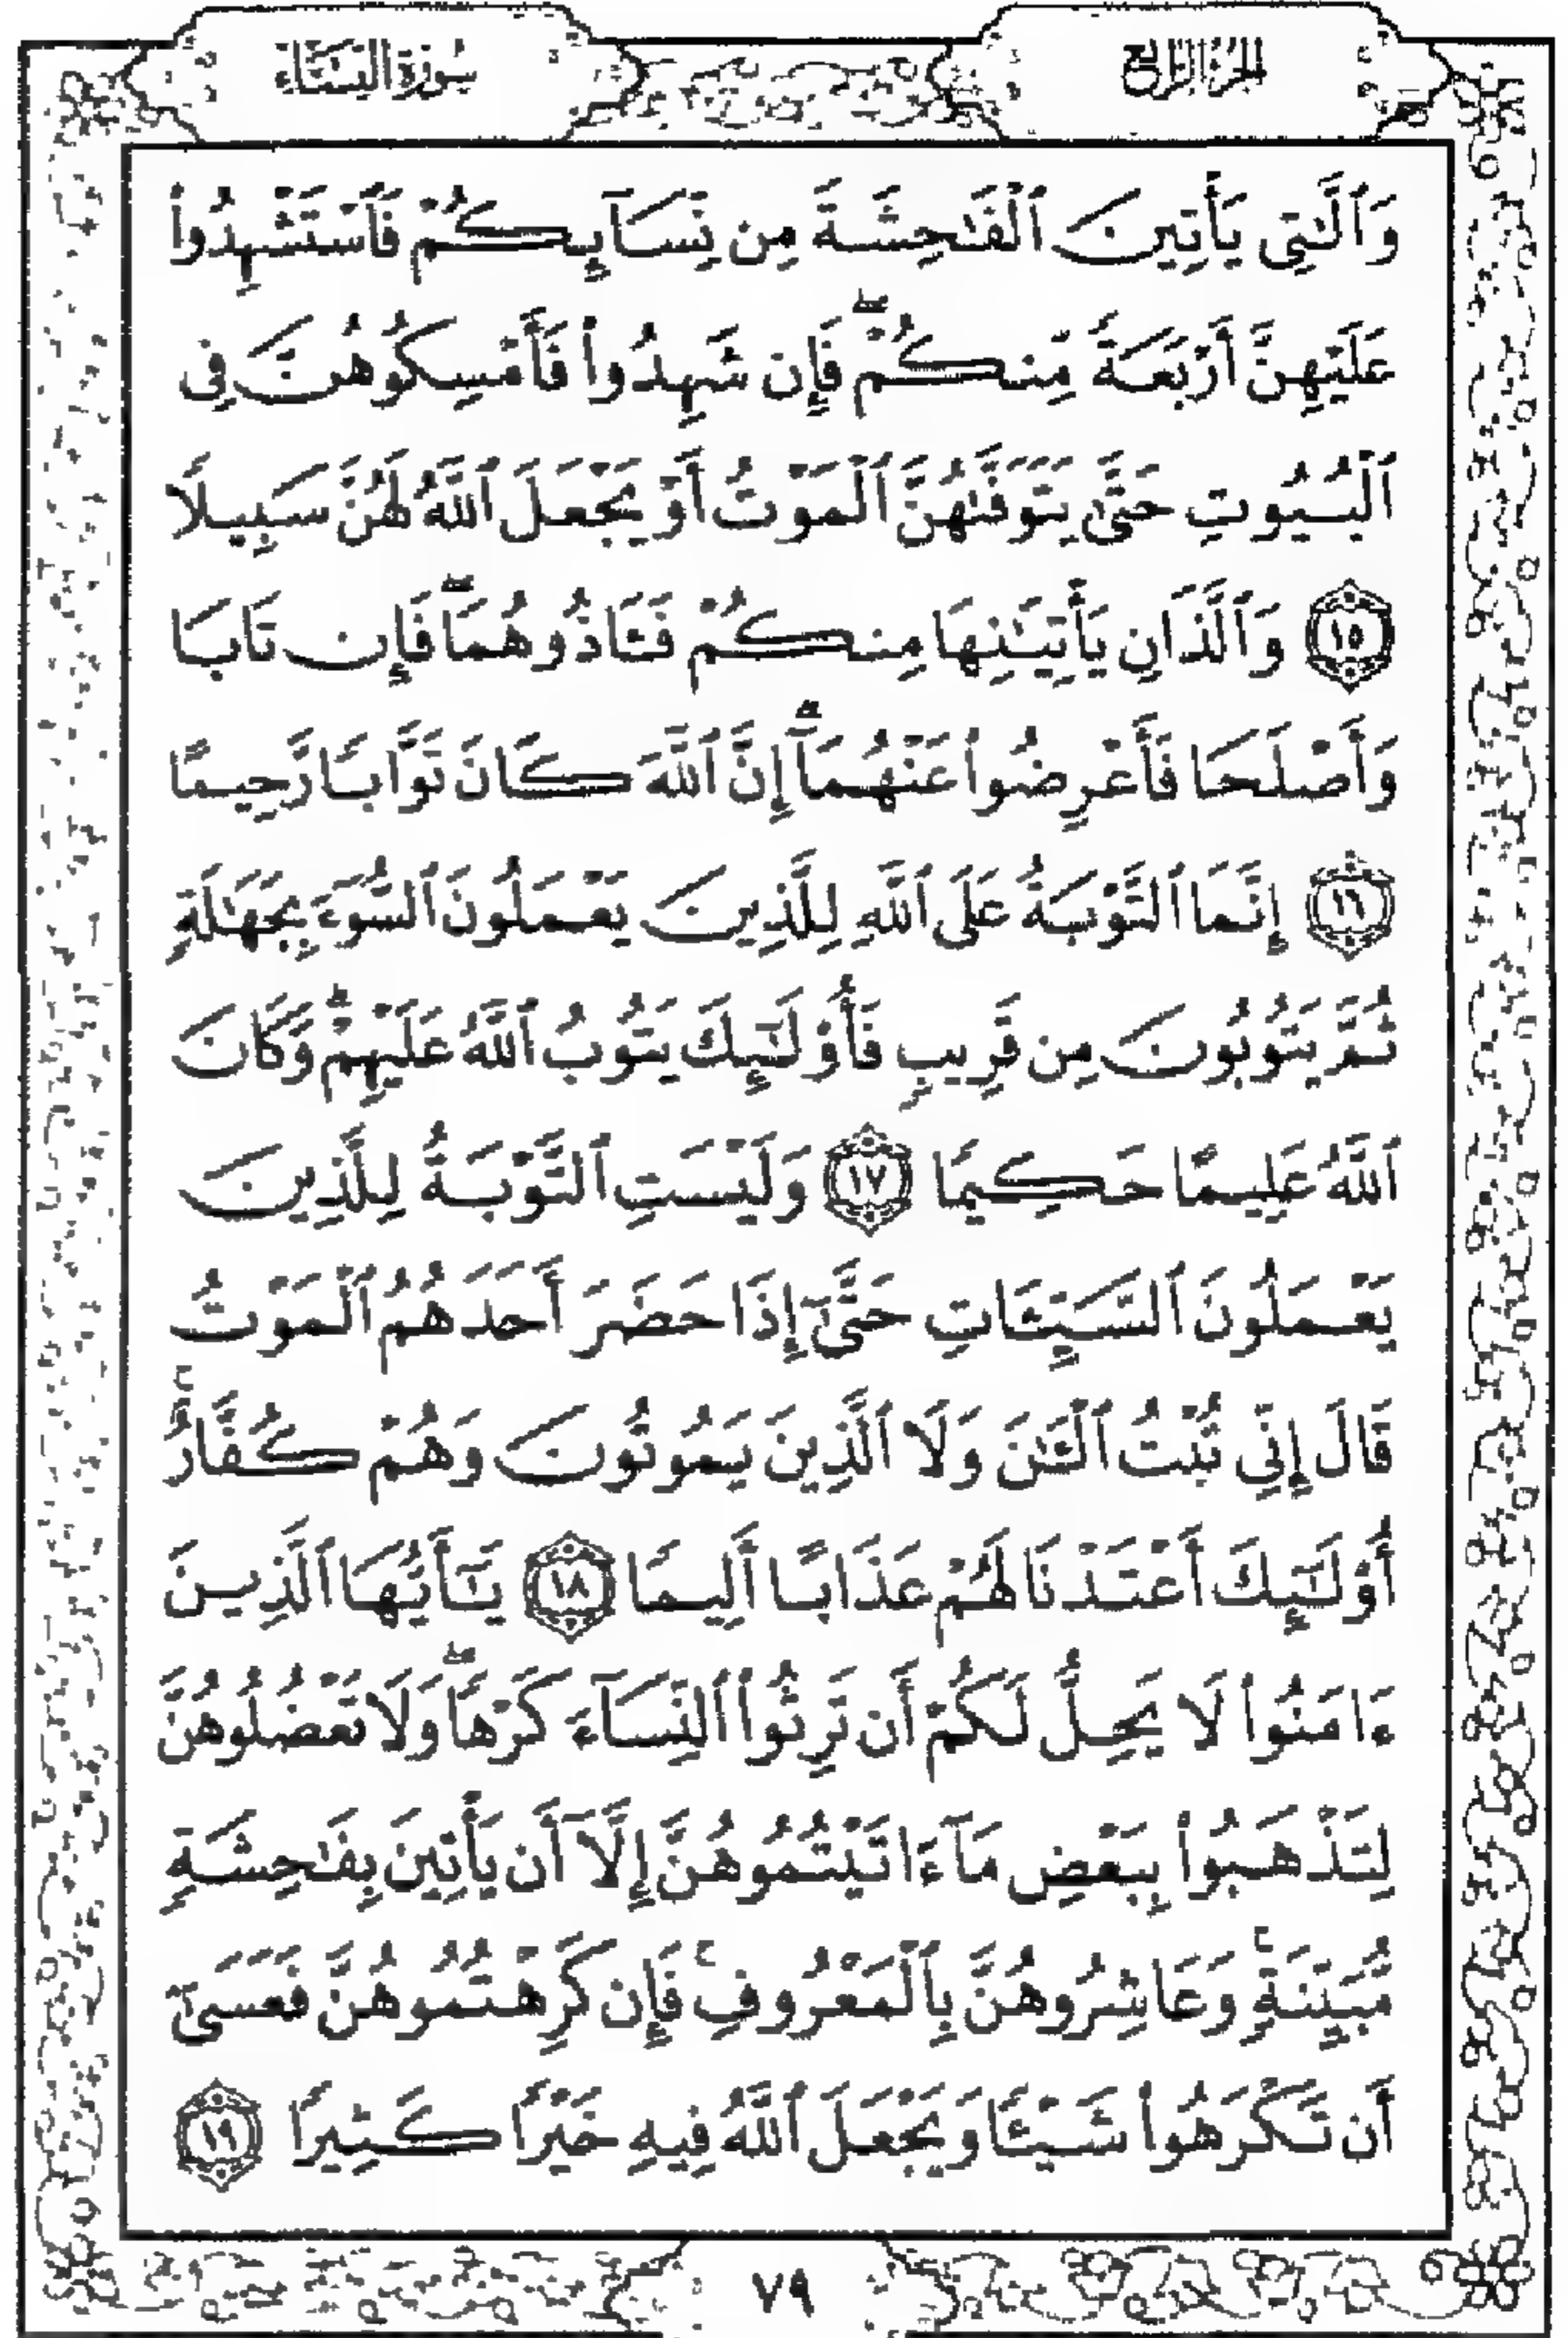 الجزء الرابع
سورة النساء
وَٱلَّٰتِى يَأْتِينَ ٱلْفَٰحِشَةَ مِن نِّسَآئِكُمْ فَٱسْتَشْهِدُوا۟
عَلَيْهِنَّ أَرْبَعَةً مِّنكُمْ ۖ فَإِن شَهِدُوا۟ فَأَمْسِكُوهُنَّ فِى
ٱلْبُيُوتِ حَتَّىٰ يَتَوَفَّىٰهُنَّ ٱلْمَوْتُ أَوْ يَجْعَلَ ٱللَّهُ لَهُنَّ سَبِيلًا
١٥ وَٱلَّذَانِ يَأْتِيَٰنِهَا مِنكُمْ فَـَٔاذُوهُمَا ۖ فَإِن تَابَا
وَأَصْلَحَا فَأَعْرِضُوا۟ عَنْهُمَآ ۗ إِنَّ ٱللَّهَ كَانَ تَوَّابًا رَّحِيمًا
١٦ إِنَّمَا ٱلتَّوْبَةُ عَلَى ٱللَّهِ لِلَّذِينَ يَعْمَلُونَ ٱلسُّوٓءَ بِجَهَٰلَةٍ
ثُمَّ يَتُوبُونَ مِن قَرِيبٍ فَأُو۟لَٰٓئِكَ يَتُوبُ ٱللَّهُ عَلَيْهِمْ ۗ وَكَانَ
ٱللَّهُ عَلِيمًا حَكِيمًا ١٧ وَلَيْسَتِ ٱلتَّوْبَةُ لِلَّذِينَ
يَعْمَلُونَ ٱلسَّيِّـَٔاتِ حَتَّىٰٓ إِذَا حَضَرَ أَحَدَهُمُ ٱلْمَوْتُ
قَالَ إِنِّى تُبْتُ ٱلْـَٰٔنَ وَلَا ٱلَّذِينَ يَمُوتُونَ وَهُمْ كُفَّارٌ ۚ
أُو۟لَٰٓئِكَ أَعْتَدْنَا لَهُمْ عَذَابًا أَلِيمًا ١٨ يَٰٓأَيُّهَا ٱلَّذِينَ
ءَامَنُوا۟ لَا يَحِلُّ لَكُمْ أَن تَرِثُوا۟ ٱلنِّسَآءَ كَرْهًا ۖ وَلَا تَعْضُلُوهُنَّ
لِتَذْهَبُوا۟ بِبَعْضِ مَآ ءَاتَيْتُمُوهُنَّ إِلَّآ أَن يَأْتِينَ بِفَٰحِشَةٍ
مُّبَيِّنَةٍ ۚ وَعَاشِرُوهُنَّ بِٱلْمَعْرُوفِ ۚ فَإِن كَرِهْتُمُوهُنَّ فَعَسَىٰٓ
أَن تَكْرَهُوا۟ شَيْـًٔا وَيَجْعَلَ ٱللَّهُ فِيهِ خَيْرًا كَثِيرًا ١٩
٧٩